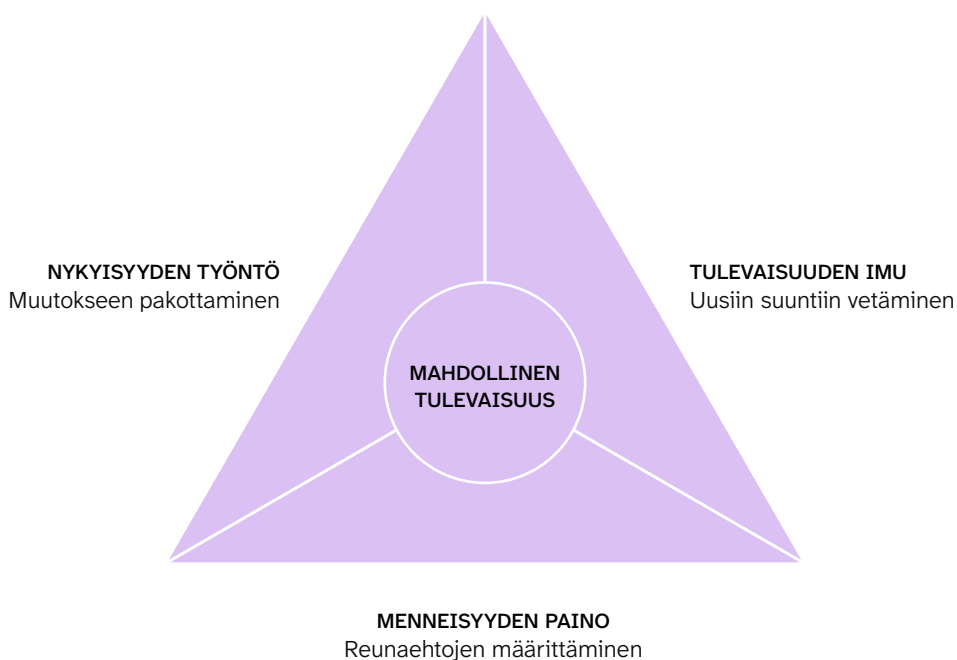 NYKYISYYDEN TYÖNTÖ
Muutokseen pakottaminen
TULEVAISUUDEN IMU
Uusiin suuntiin vetäminen
MAHDOLLINEN
TULEVAISUUS
MENNEISYYDEN PAINO
Reunaehtojen määrittäminen